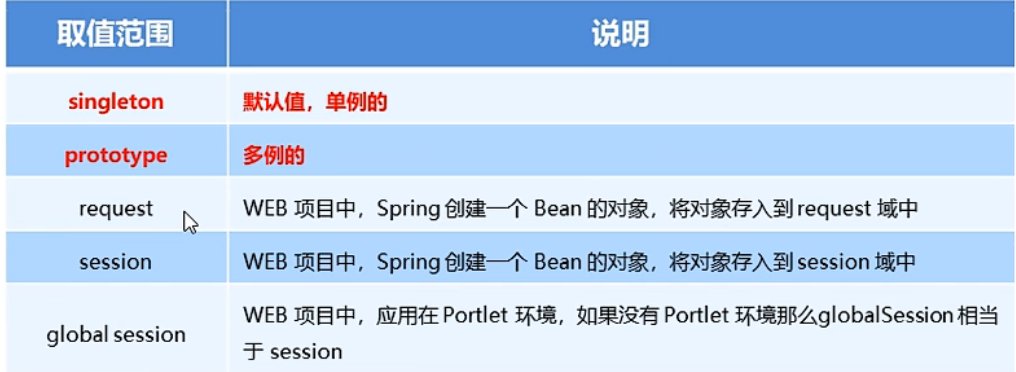 取值范围 说明
singleton 默认值，单例的
prototype 多例的
request WEB 项目中，Spring 创建一个 Bean 的对象，将对象存入到 request 域中
session WEB 项目中，Spring 创建一个 Bean 的对象，将对象存入到 session 域中
global session WEB 项目中，应用在 Portlet 环境，如果没有 Portlet 环境那么globalSession 相当
于 session